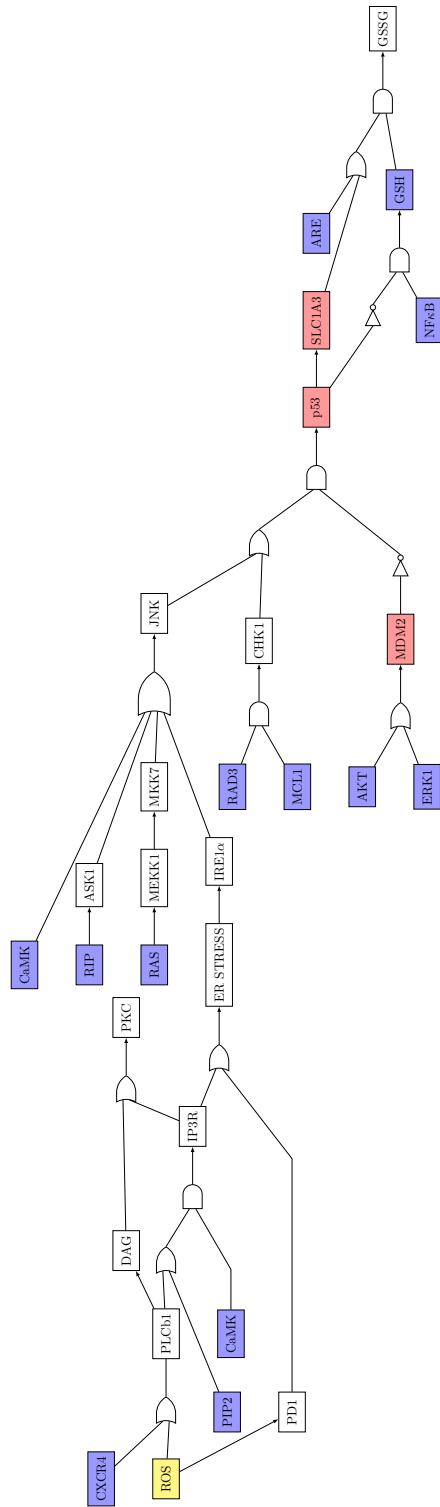 CXCR4
ROS
PIP2
PD1
PLCb1
CaMK
DAG
IP3R
PKC
ER STRESS
CaMK
RIP
RAS
ASK1
MEKK1
IRE1α
MKK7
RAD3
MCL1
AKT
ERK1
JNK
CHK1
MDM2
p53
SLC1A3
NFκB
ARE
GSH
GSSG